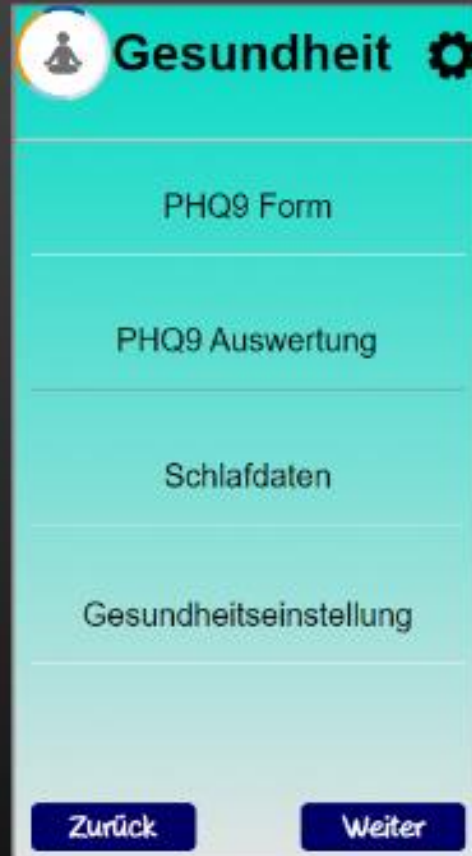 Gesundheit
PHQ9 Form
PHQ9 Auswertung
Schlafdaten
Gesundheitseinstellung
Zurück
Weiter